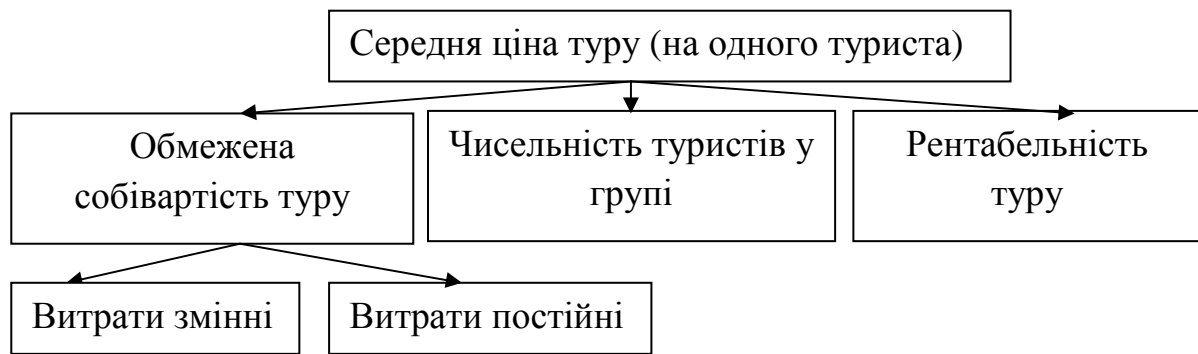 Середня ціна туру (на одного туриста)
Обмежена
собівартість туру
Чисельність туристів у
групі
Рентабельність
туру
Витрати змінні
Витрати постійні